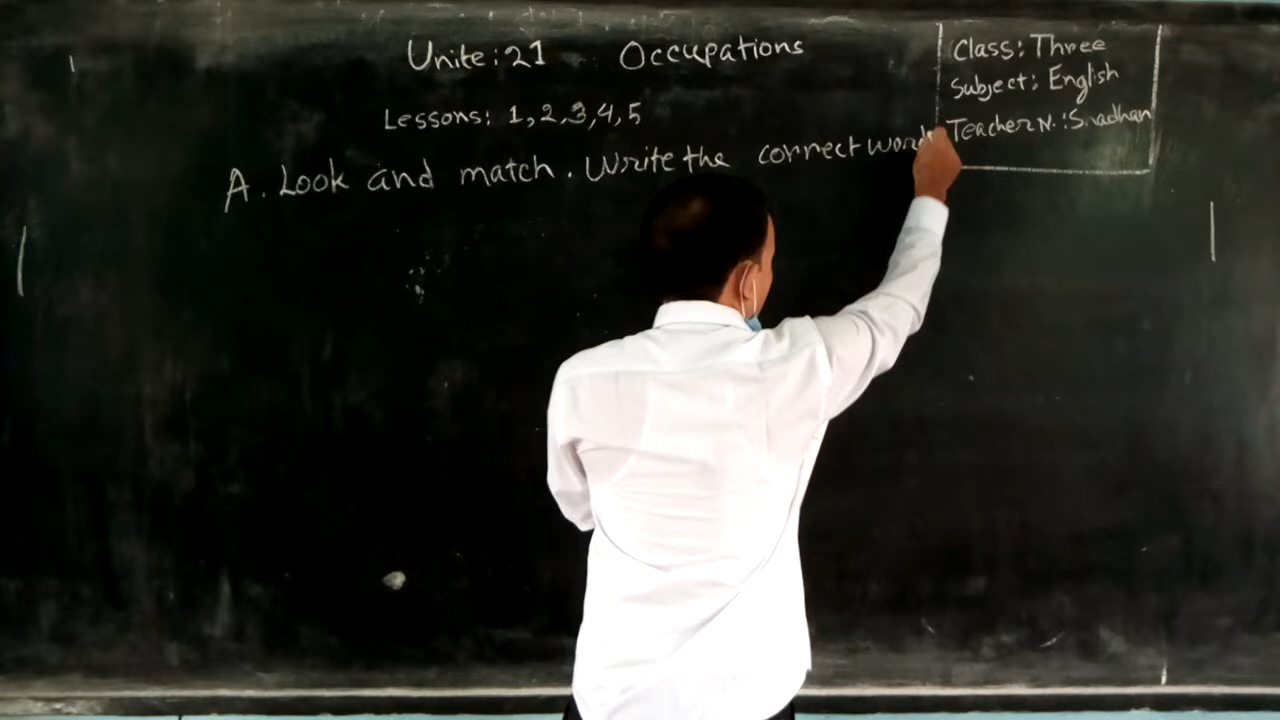 Unite: 21 Occupations
Lessons: 1,2,3,4,5
A. Look and match. Write the correct word
Class: Three
Subject: English
Teacher N.: